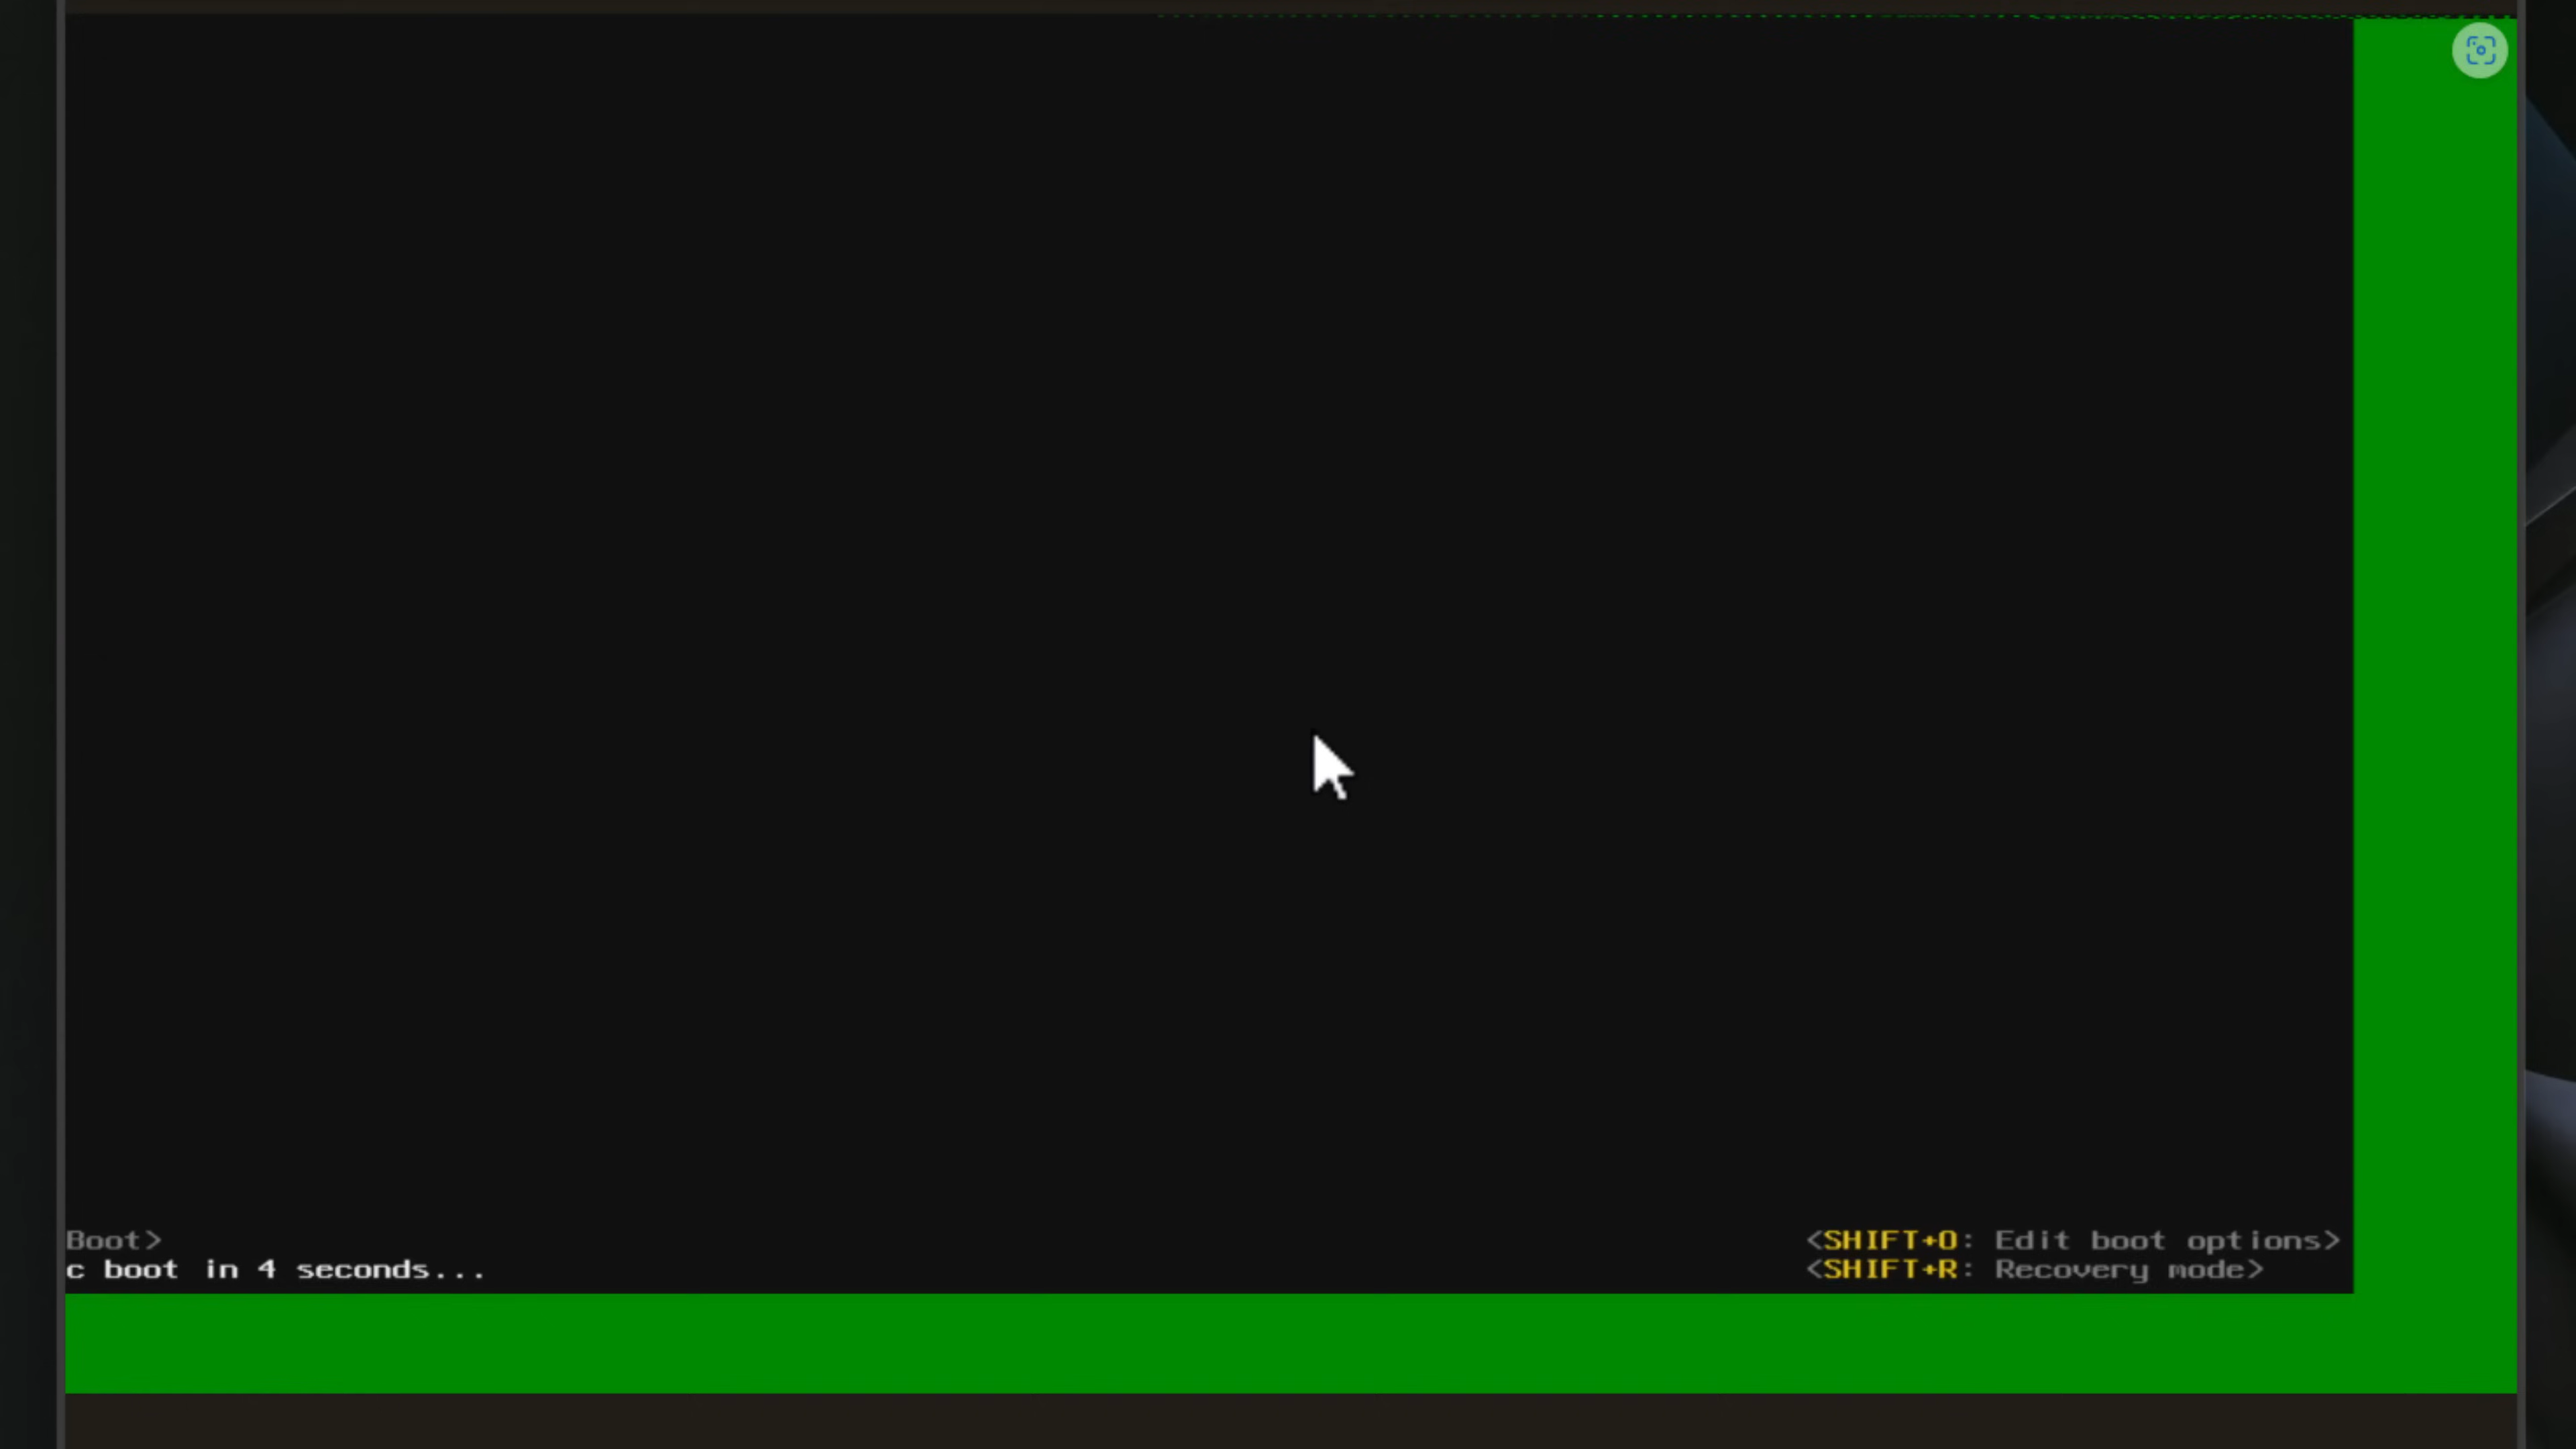 Boot>
c boot in 4 seconds...
<SHIFT+O: Edit boot options>
<SHIFT+R: Recovery mode>